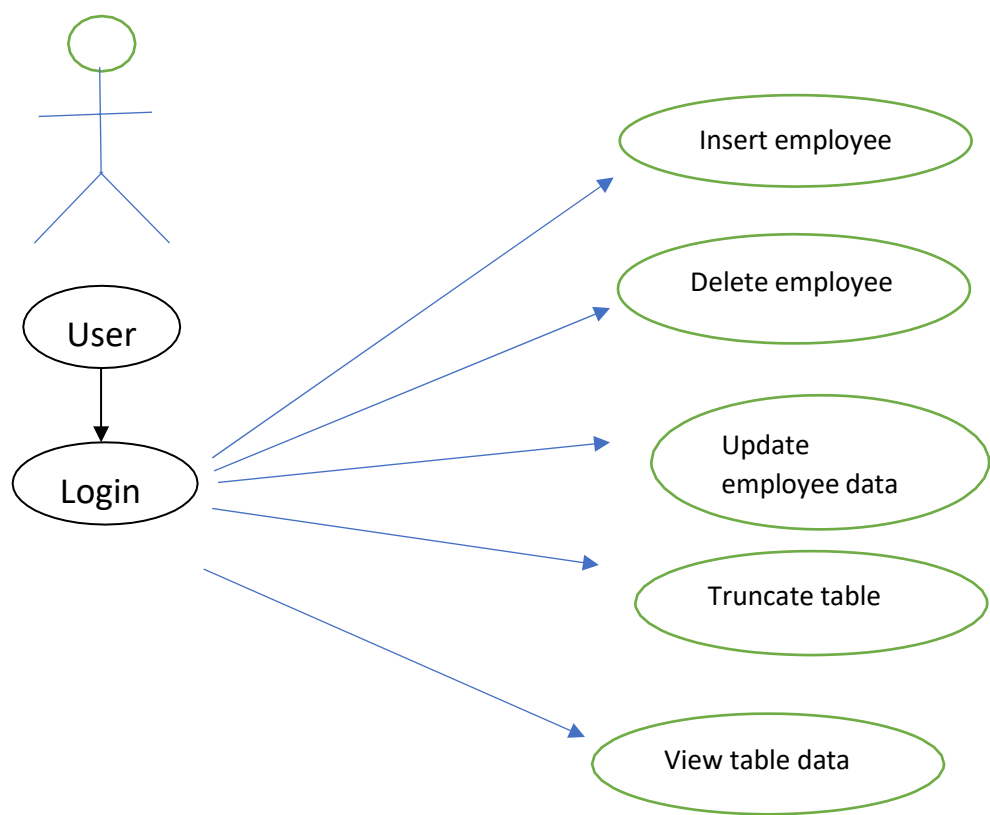 Insert employee
Delete employee
User
Update
employee data
Login
Truncate table
View table data